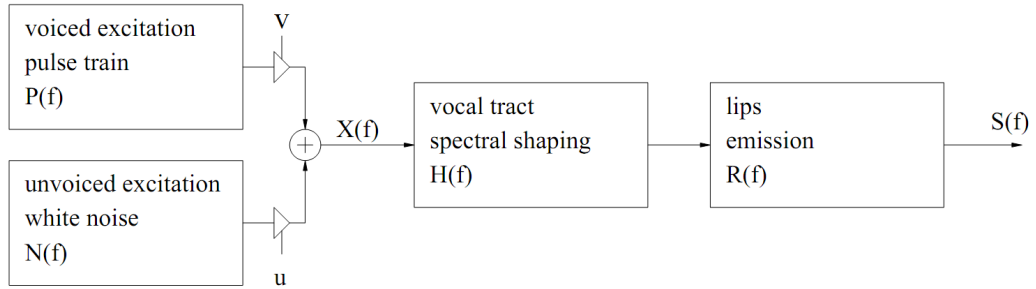 voiced excitation
pulse train
P(f)
v
unvoiced excitation
white noise
N(f)
u
X(f)
vocal tract
spectral shaping
H(f)
lips
emission
R(f)
S(f)